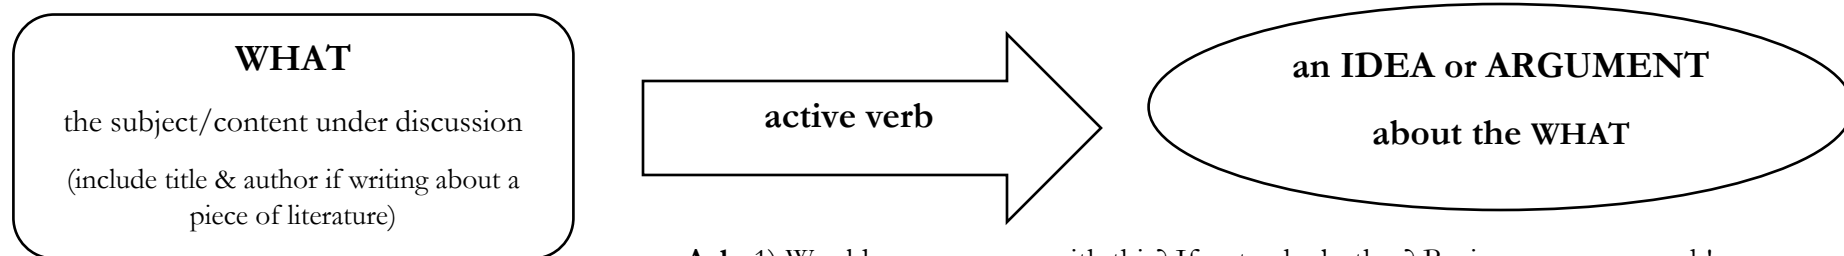 WHAT
the subject/content under discussion
(include title & author if writing about a
piece of literature)
active verb
an IDEA or ARGUMENT
about the WHAT